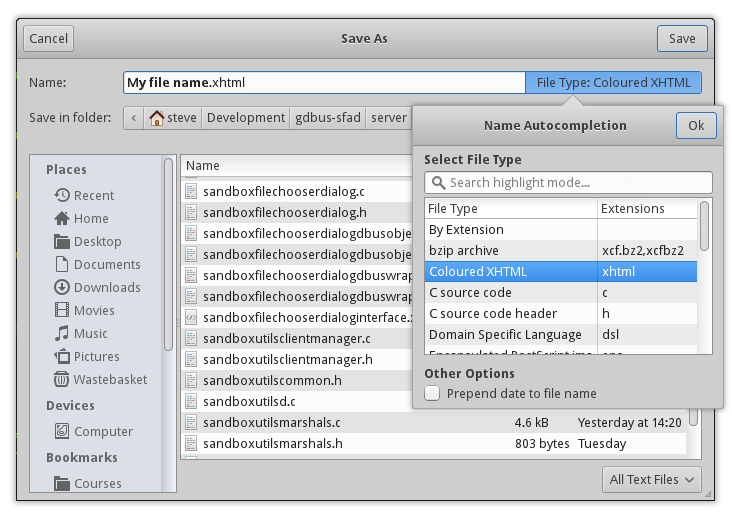 Cancel
Save As
Save
Name:
My file name.xhtml
File Type: Coloured XHTML
Save in folder:
steve
Development
gdbus-sfad
server
Name Autocompletion
Ok
Select File Type
Search highlight mode...
File Type Extensions
By Extension
bzip archive xcf.bz2,xcfbz2
Coloured XHTML xhtml
C source code c
C source code header h
Domain Specific Language dsl
Other Options
Prepend date to file name
Places
Recent
Home
Desktop
Documents
Downloads
Movies
Music
Pictures
Wastebasket
Devices
Computer
Bookmarks
Courses
Name
sandboxfilechooserdialog.c
sandboxfilechooserdialog.h
sandboxfilechooserdialogdbusobje
sandboxfilechooserdialogdbusobje
sandboxfilechooserdialogdbuswrap
sandboxfilechooserdialogdbuswrap
sandboxfilechooserdialoginterface.x
sandboxutilsclientmanager.c
sandboxutilsclientmanager.h
sandboxutilscommon.h
sandboxutilsd.c
sandboxutilsmarshals.c 4.6 kB Yesterday at 14:20
sandboxutilsmarshals.h 803 bytes Tuesday
All Text Files